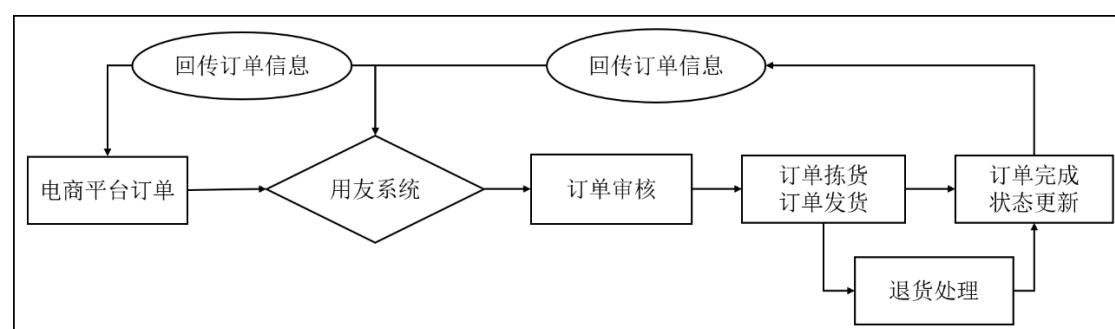 回传订单信息
回传订单信息
电商平台订单
用友系统
订单审核
订单拣货
订单发货
订单完成
状态更新
退货处理